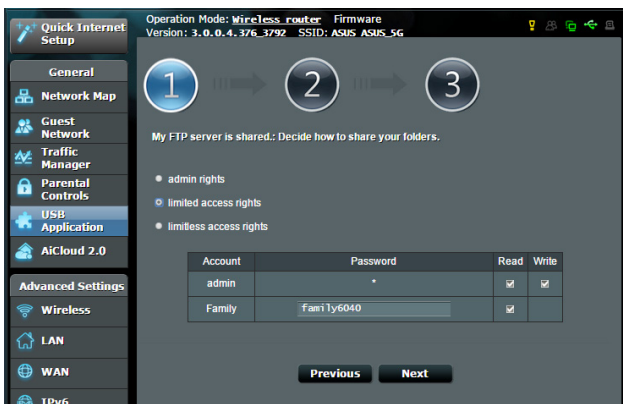 Operation Mode: Wireless router Firmware
Version: 3.0.0.4.376_3792 SSID: ASUS ASUS_5G
Quick Internet
Setup
General
Network Map
Guest
Network
Traffic
Manager
Parental
Controls
USB
Application
AiCloud 2.0
Advanced Settings
Wireless
LAN
WAN
IPv6
1
2
3
My FTP server is shared.: Decide how to share your folders.
admin rights
limited access rights
limitless access rights
Account Password Read Write
admin *
Family family6040
Previous Next